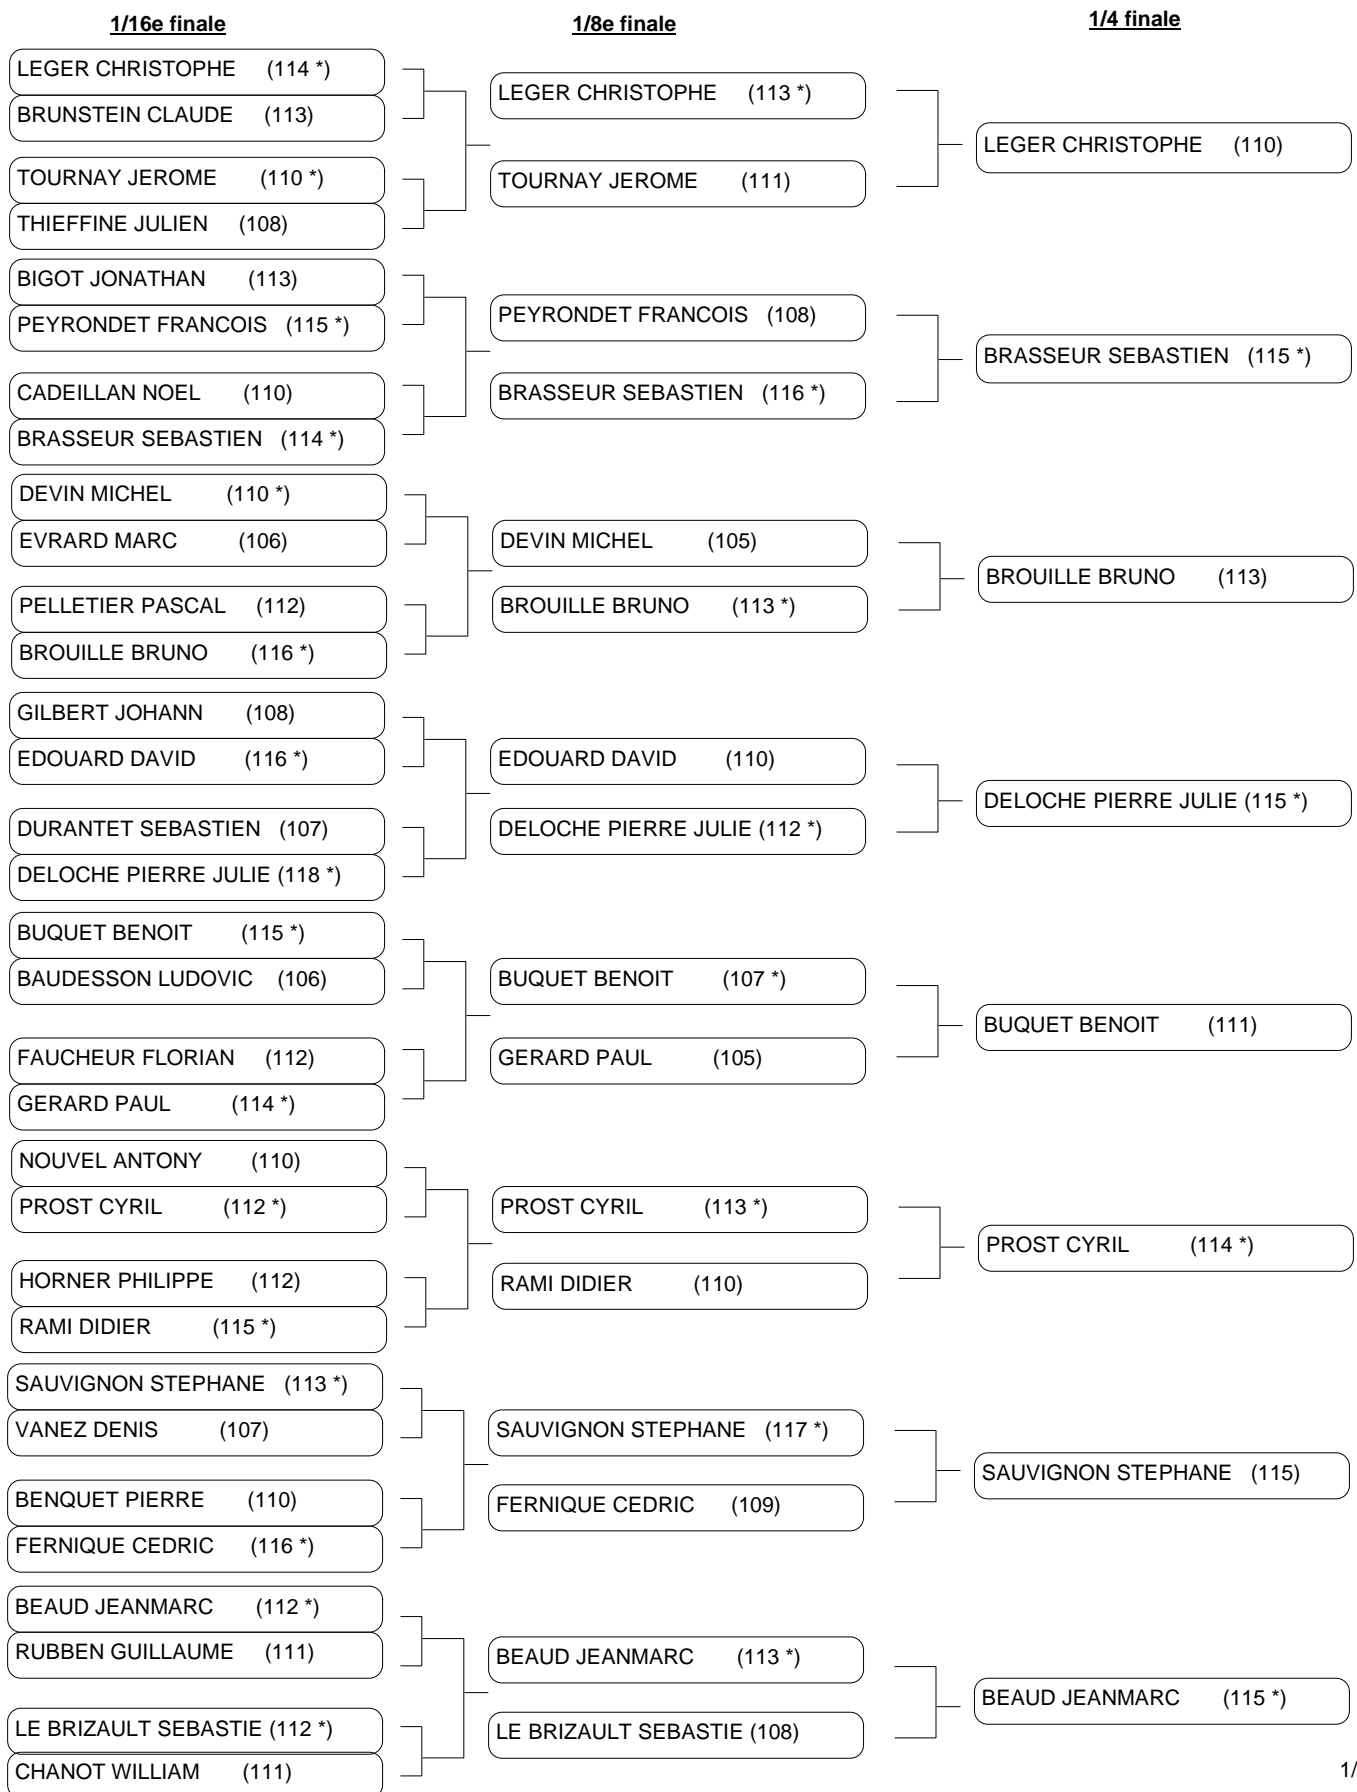 1/16e finale
LEGER CHRISTOPHE (114 *)
BRUNSTEIN CLAUDE (113)
TOURNAY JEROME (110 *)
THIEFFINE JULIEN (108)
BIGOT JONATHAN (113)
PEYRONDET FRANCOIS (115 *)
CADEILLAN NOEL (110)
BRASSEUR SEBASTIEN (114 *)
DEVIN MICHEL (110 *)
EVRARD MARC (106)
PELLETIER PASCAL (112)
BROUILLE BRUNO (116 *)
GILBERT JOHANN (108)
EDOUARD DAVID (116 *)
DURANTET SEBASTIEN (107)
DELOCHE PIERRE JULIE (118 *)
BUQUET BENOIT (115 *)
BAUDESSON LUDOVIC (106)
FAUCHEUR FLORIAN (112)
GERARD PAUL (114 *)
NOUVEL ANTONY (110)
PROST CYRIL (112 *)
HORNER PHILIPPE (112)
RAMI DIDIER (115 *)
SAUVIGNON STEPHANE (113 *)
VANEZ DENIS (107)
BENQUET PIERRE (110)
FERNIQUE CEDRIC (116 *)
BEAUD JEANMARC (112 *)
RUBBEN GUILLAUME (111)
LE BRIZAULT SEBASTIE (112 *)
CHANOT WILLIAM (111)
1/8e finale
LEGER CHRISTOPHE (113 *)
TOURNAY JEROME (111)
PEYRONDET FRANCOIS (108)
BRASSEUR SEBASTIEN (116 *)
DEVIN MICHEL (105)
BROUILLE BRUNO (113 *)
EDOUARD DAVID (110)
DELOCHE PIERRE JULIE (112 *)
BUQUET BENOIT (107 *)
GERARD PAUL (105)
PROST CYRIL (113 *)
RAMI DIDIER (110)
SAUVIGNON STEPHANE (117 *)
FERNIQUE CEDRIC (109)
BEAUD JEANMARC (113 *)
LE BRIZAULT SEBASTIE (108)
1/4 finale
LEGER CHRISTOPHE (110)
BRASSEUR SEBASTIEN (115 *)
BROUILLE BRUNO (113)
DELOCHE PIERRE JULIE (115 *)
BUQUET BENOIT (111)
PROST CYRIL (114 *)
SAUVIGNON STEPHANE (115)
BEAUD JEANMARC (115 *)
1/